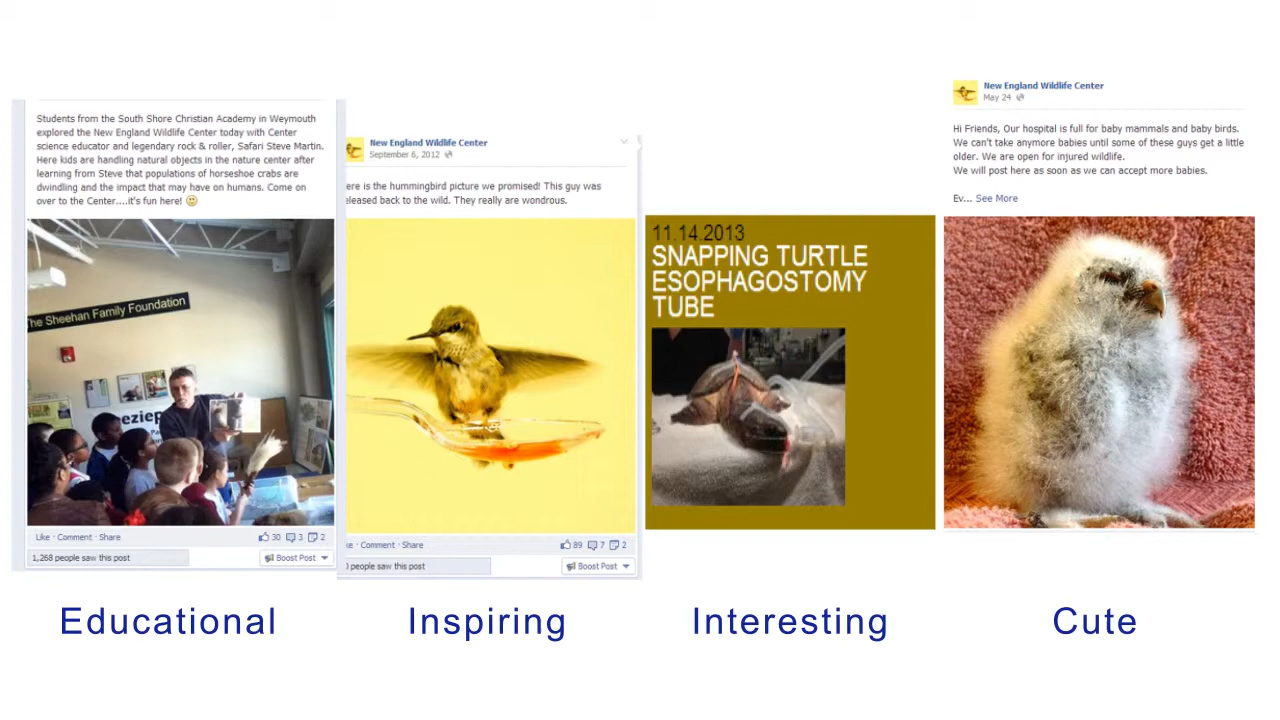 Students from the South Shore Christian Academy in Weymouth
explored the New England Wildlife Center today with Center
science educator and legendary rock & roller, Safari Steve Martin.
Here kids are handling natural objects in the nature center after
learning from Steve that populations of horseshoe crabs are
dwindling and the impact that may have on humans. Come on
over to the Center....it's fun here!
The Sheehan Family Foundation
eziep
Like · Comment · Share
30 3 2
1,268 people saw this post
Boost Post
Educational
New England Wildlife Center
September 6, 2012
ere is the hummingbird picture we promised! This guy was
eleased back to the wild. They really are wondrous.
ke · Comment · Share
89 7 2
0 people saw this post
Boost Post
Inspiring
11.14.2013
SNAPPING TURTLE
ESOPHAGOSTOMY
TUBE
Interesting
New England Wildlife Center
May 24
Hi Friends, Our hospital is full for baby mammals and baby birds.
We can't take anymore babies until some of these guys get a little
older. We are open for injured wildlife.
We will post here as soon as we can accept more babies.
Ev... See More
Cute